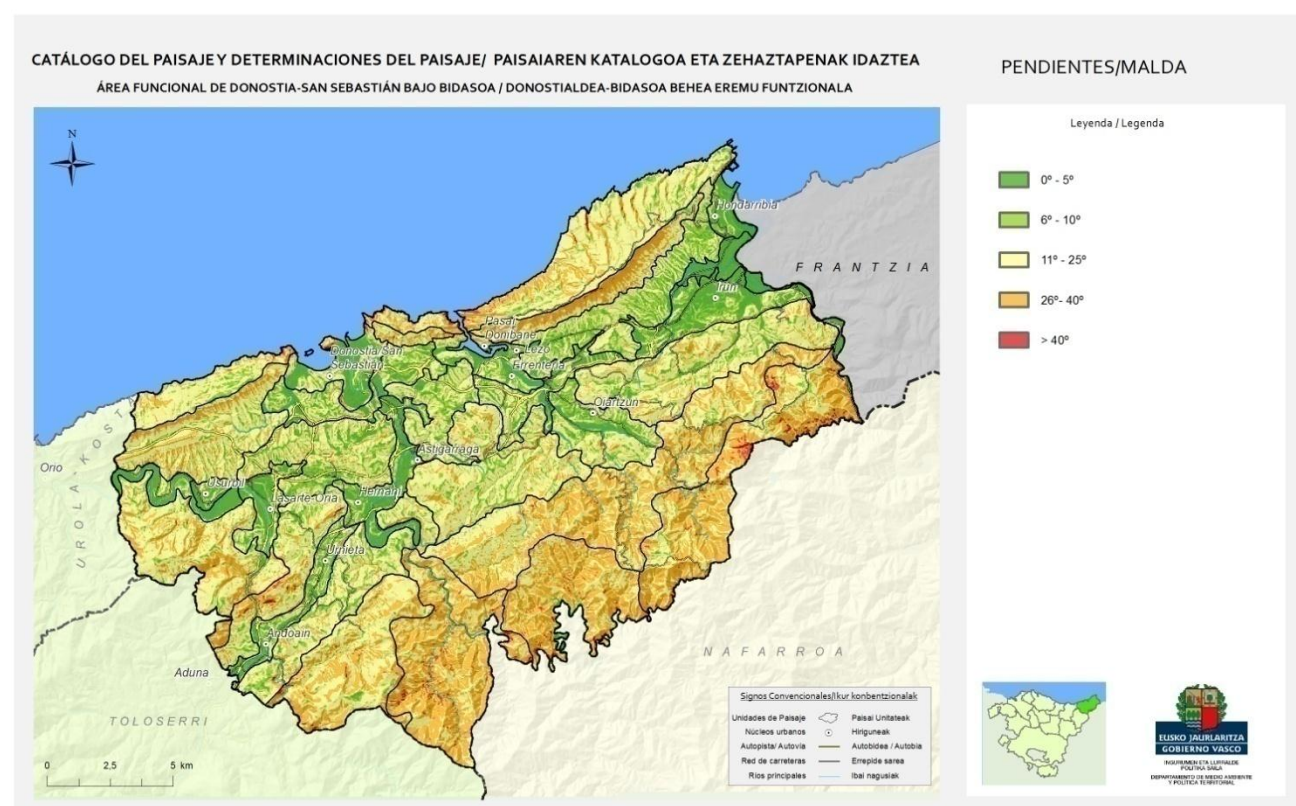 CATÁLOGO DEL PAISAJE Y DETERMINACIONES DEL PAISAJE/ PAISAIAREN KATALOGOA ETA ZEHAZTAPENAK IDAZTEA
ÁREA FUNCIONAL DE DONOSTIA-SAN SEBASTIÁN BAJO BIDASOA / DONOSTIALDEA-BIDASOA BEHEA EREMU FUNTZIONALA
PENDIENTES/MALDA
Leyenda / Legenda
0º - 5º
6º - 10º
11º - 25º
26º- 40º
> 40º
N
Hondarribia
FRANTZIA
Irun
Pasai
Donibane
Lezo
Donostia/San
Sebastián
Errenteria
Oiartzun
Astigarraga
Orio
UROLA-KOSTA
Usurbil
Lasarte-Oria
Hernani
Urnieta
Andoain
Aduna
NAFARROA
TOLOSERRI
0 2,5 5 km
Signos Convencionales/Ikur konbentzionalak
Unidades de Paisaje Paisai Unitateak
Núcleos urbanos Hiriguneak
Autopista/ Autovía Autobidea / Autobia
Red de carreteras Errepide sarea
Ríos principales Ibai nagusiak
EUSKO JAURLARITZA
GOBIERNO VASCO
INGURUMEN ETA LURRALDE
POLITIKA SAILA
DEPARTAMENTO DE MEDIO AMBIENTE
Y POLÍTICA TERRITORIAL